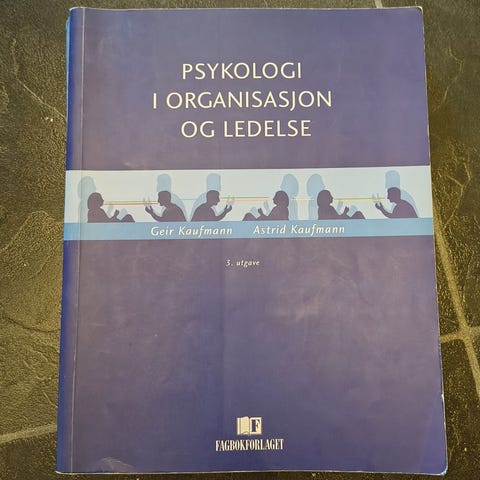 PSYKOLOGI
I ORGANISASJON
OG LEDELSE
Geir Kaufmann Astrid Kaufmann
3. utgave
F
FAGBOKFORLAGET